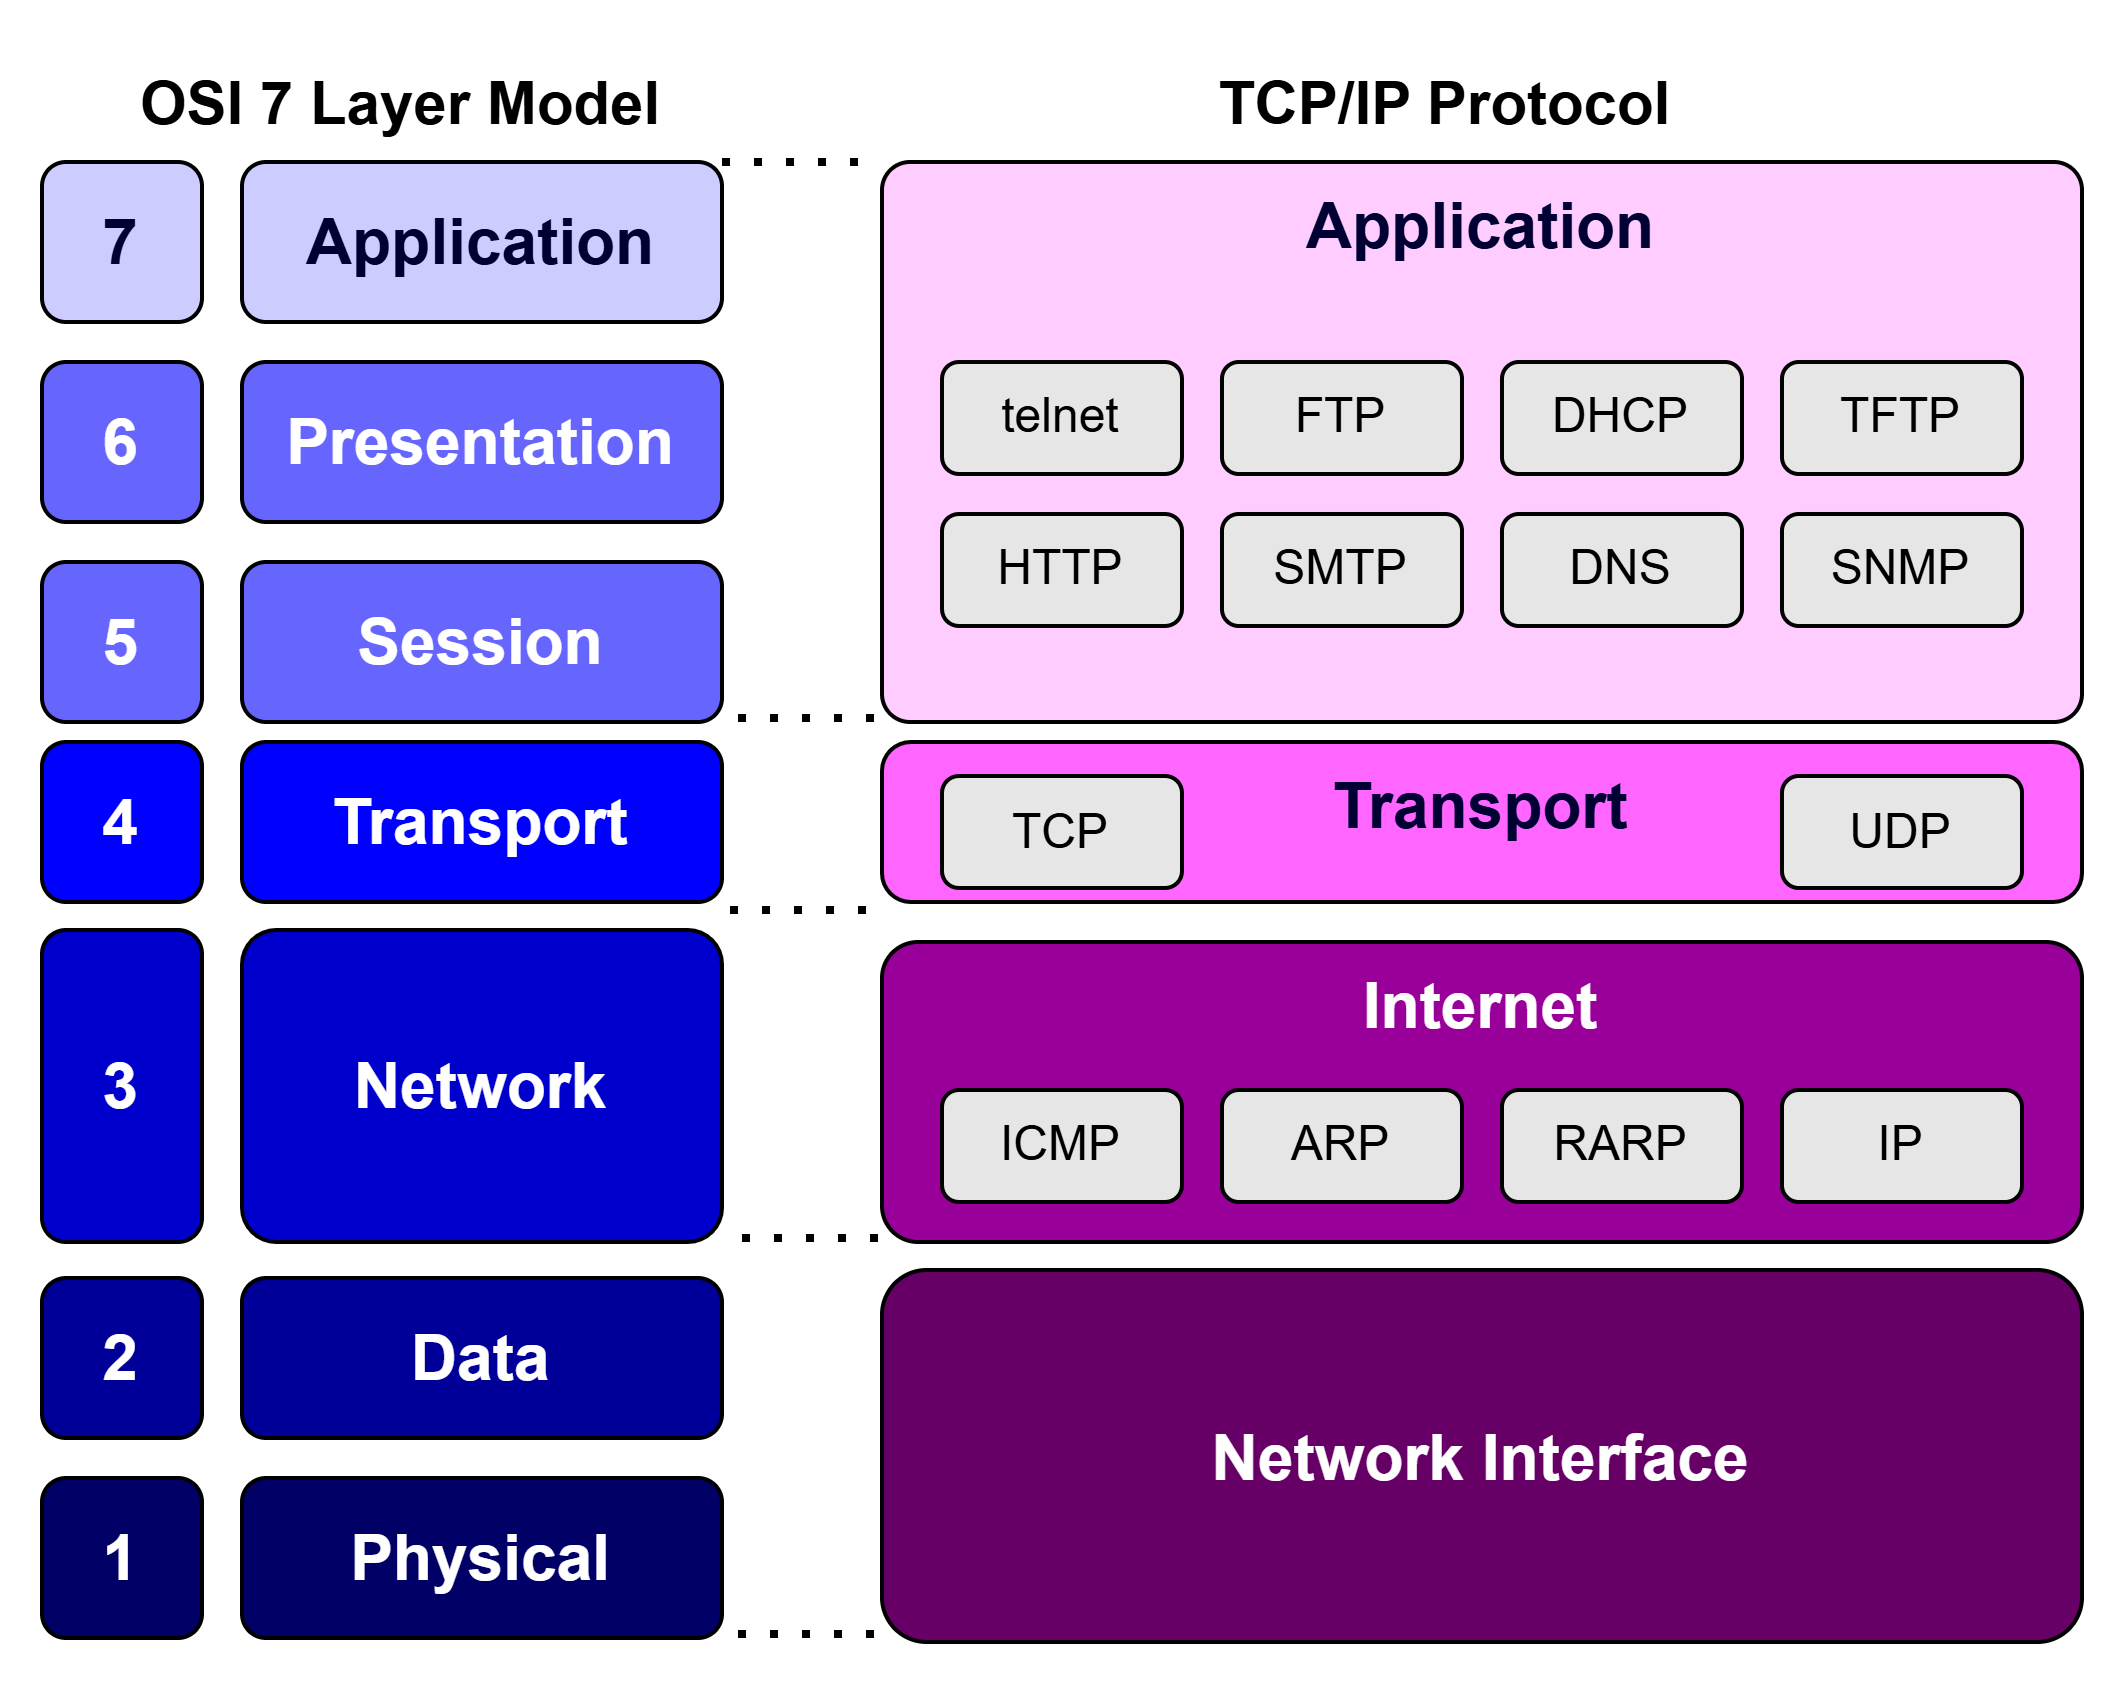 OSI 7 Layer Model
TCP/IP Protocol
7
Application
6
Presentation
5
Session
4
Transport
3
Network
2
Data
1
Physical
Application
telnet
FTP
DHCP
TFTP
HTTP
SMTP
DNS
SNMP
TCP
Transport
UDP
Internet
ICMP
ARP
RARP
IP
Network Interface